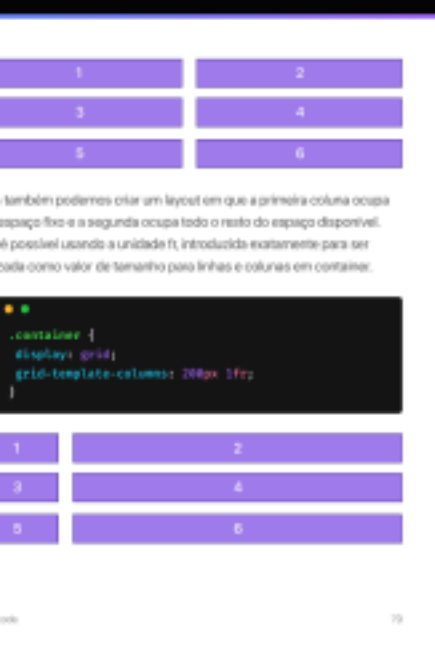 1 2
3 4
5 6
também podemos criar um layout em que a primeira coluna ocupa
espaço fixo e a segunda ocupa todo o resto do espaço disponível.
é possível usando a unidade fr, introduzida exatamente para ser
como valor de tamanho para linhas e colunas em container.
.container {
display: grid;
grid-template-columns: 200px 1fr;
}
1 2
3 4
5 6
79